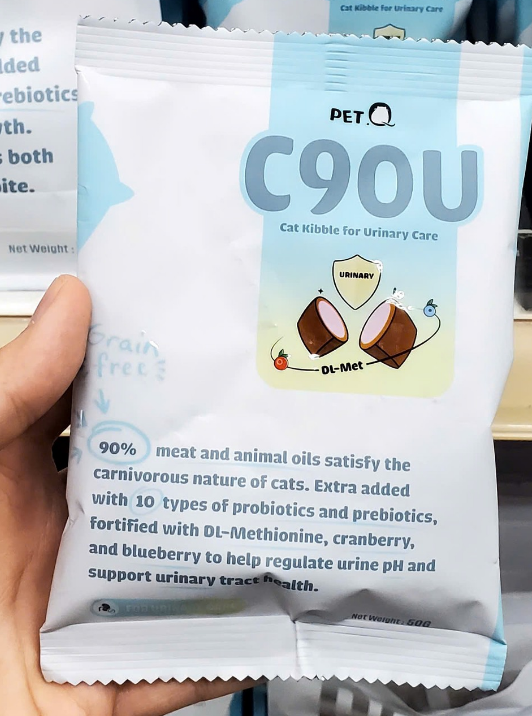 Cat Kibble for Urinary Care
y the
lded
rebiotics
th.
s both
ite.
Net Weight :
PET.Q
C90U
Cat Kibble for Urinary Care
URINARY
DL-Met
Grain
free
90% meat and animal oils satisfy the
carnivorous nature of cats. Extra added
with 10 types of probiotics and prebiotics,
fortified with DL-Methionine, cranberry,
and blueberry to help regulate urine pH and
support urinary tract health.
Net Weight : 50g